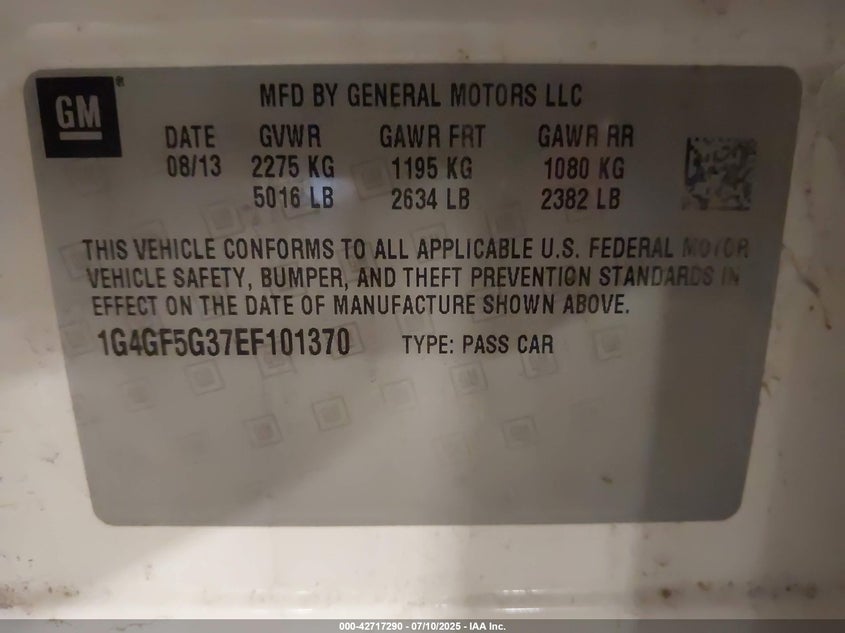 GM®
MFD BY GENERAL MOTORS LLC
DATE GVWR GAWR FRT GAWR RR
08/13 2275 KG 1195 KG 1080 KG
5016 LB 2634 LB 2382 LB
THIS VEHICLE CONFORMS TO ALL APPLICABLE U.S. FEDERAL MOTOR
VEHICLE SAFETY, BUMPER, AND THEFT PREVENTION STANDARDS IN
EFFECT ON THE DATE OF MANUFACTURE SHOWN ABOVE.
1G4GF5G37EF101370 TYPE: PASS CAR
000-42717290 - 07/10/2025 - IAA Inc.